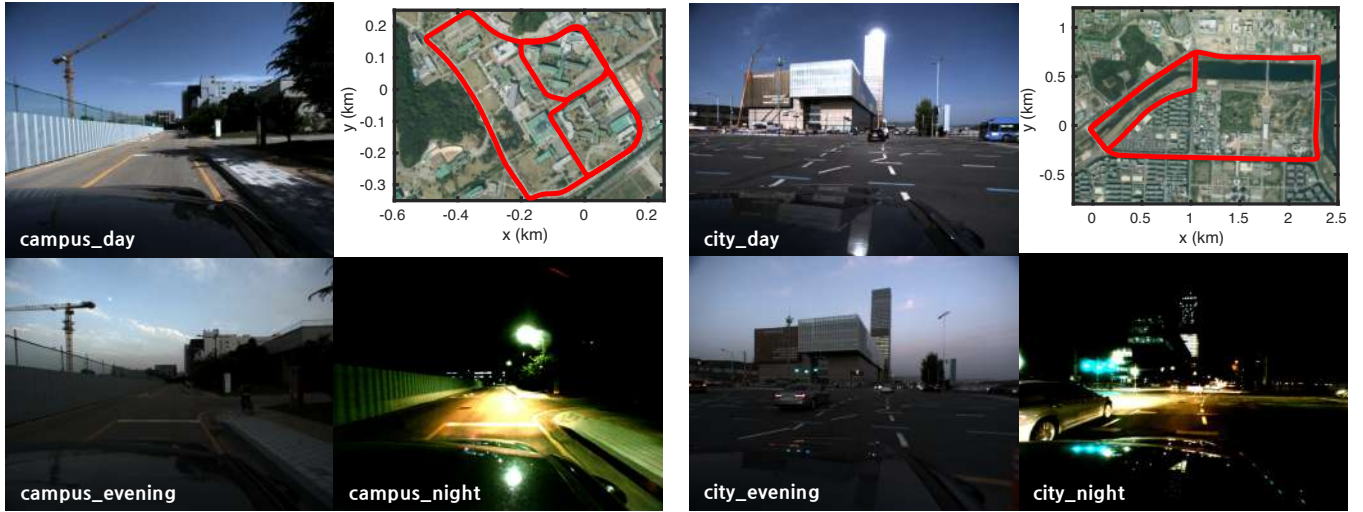 campus_day
0.2
0.1
0
-0.1
-0.2
-0.3
y (km)
-0.6
-0.4
-0.2
0
0.2
x (km)
city_day
1
0.5
0
-0.5
y (km)
0
0.5
1
1.5
2
2.5
x (km)
campus_evening
campus_night
city_evening
city_night